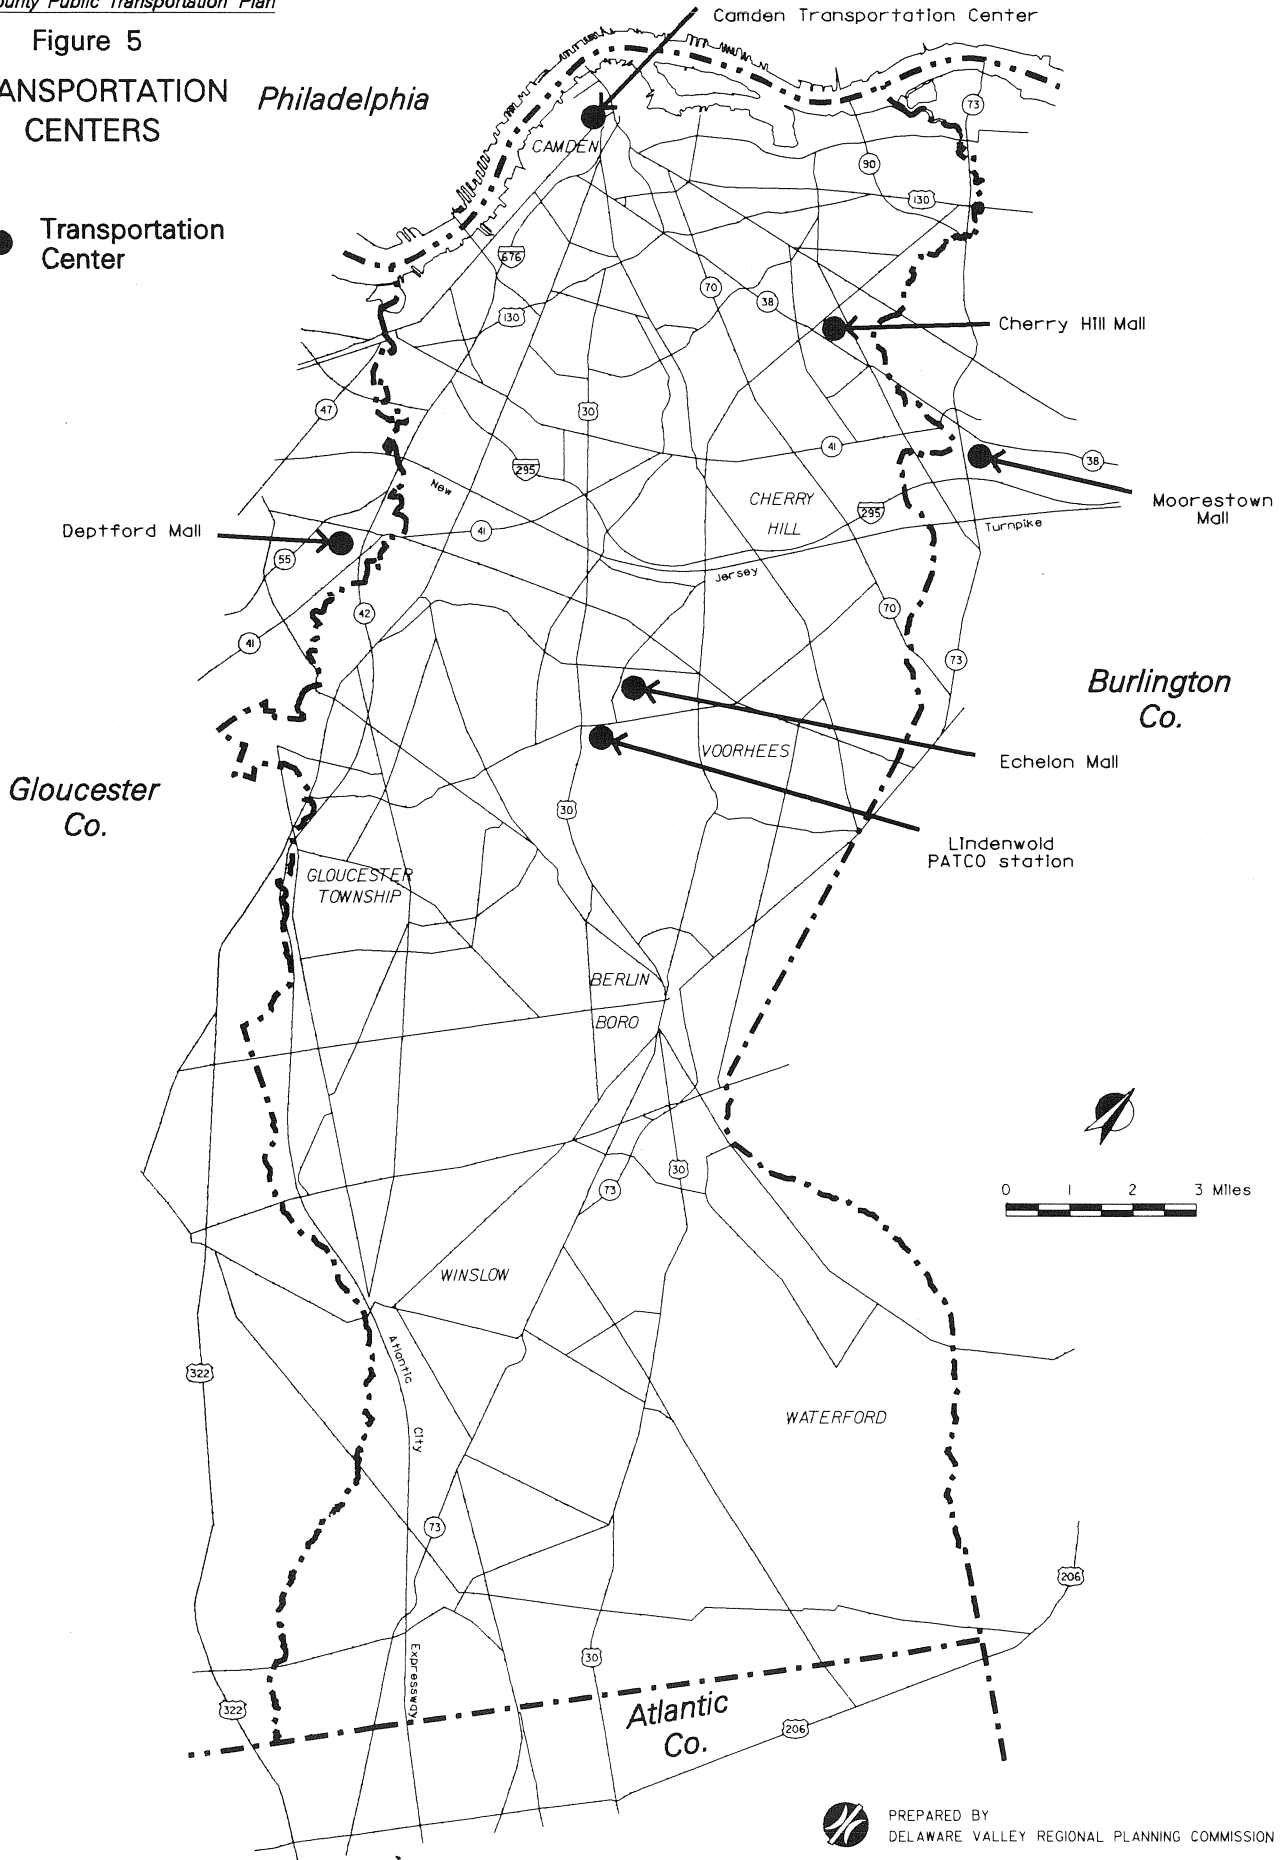 County Public Transportation Plan
Figure 5
TRANSPORTATION
CENTERS
Transportation
Center
Philadelphia
Camden Transportation Center
CAMDEN
73
90
130
676
70
38
130
Cherry Hill Mall
47
30
41
38
295
New
CHERRY
HILL
295
Moorestown
Mall
Turnpike
Deptford Mall
41
55
Jersey
42
70
41
73
Burlington
Co.
VOORHEES
Echelon Mall
Gloucester
Co.
30
Lindenwold
PATCO station
GLOUCESTER
TOWNSHIP
BERLIN
BORO
30
73
0 1 2 3 Miles
WINSLOW
Atlantic
322
City
WATERFORD
73
206
Expressway
30
322
Atlantic
Co.
206
PREPARED BY
DELAWARE VALLEY REGIONAL PLANNING COMMISSION